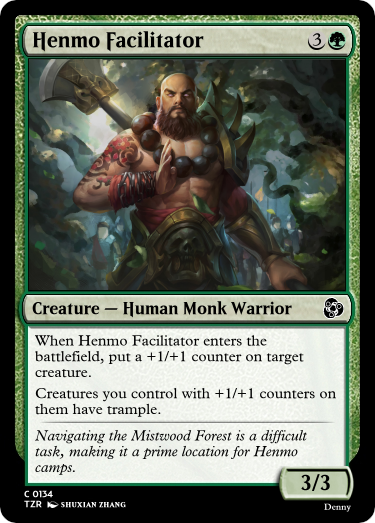 Henmo Facilitator 3
Creature — Human Monk Warrior
When Henmo Facilitator enters the
battlefield, put a +1/+1 counter on target
creature.
Creatures you control with +1/+1 counters on
them have trample.
Navigating the Mistwood Forest is a difficult
task, making it a prime location for Henmo
camps.
3/3
C 0134
TZR SHUXIAN ZHANG
Denny